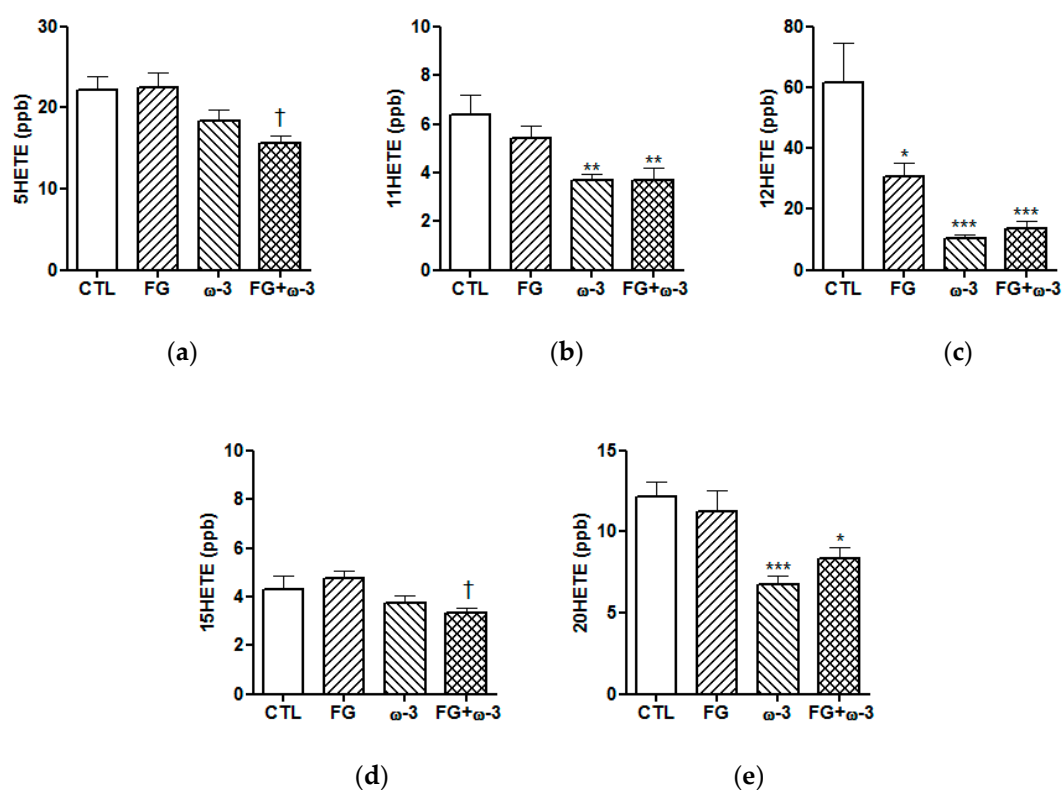 30
20
10
0
5HETE (ppb)
†
CTL FG ω-3 FG+ω-3
(a)
10
8
6
4
2
0
11HETE (ppb)
** **
CTL FG ω-3 FG+ω-3
(b)
80
60
40
20
0
12HETE (ppb)
* *** ***
CTL FG ω-3 FG+ω-3
(c)
10
8
6
4
2
0
15HETE (ppb)
†
CTL FG ω-3 FG+ω-3
(d)
15
10
5
0
20HETE (ppb)
*** *
CTL FG ω-3 FG+ω-3
(e)